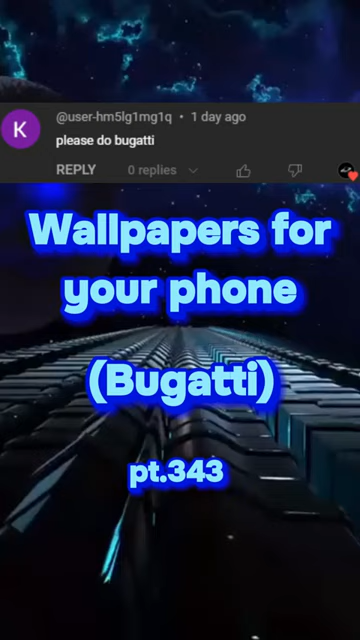 K
@user-hm5lg1mg1q • 1 day ago
please do bugatti
REPLY 0 replies
Wallpapers for
your phone
(Bugatti)
pt.343